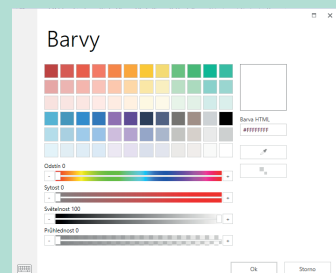 Barvy
Barva HTML
#FFFFFFFF
Odstín 0
- +
Sytost 0
- +
Světelnost 100
- +
Průhlednost 0
- +
Ok Storno